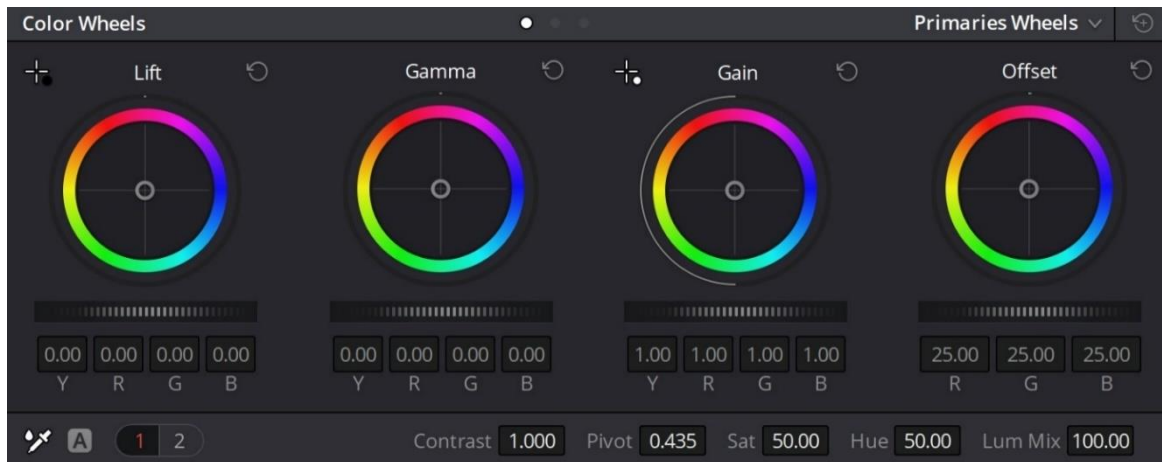 Color Wheels Primaries Wheels
Lift Gamma Gain Offset
0.00 0.00 0.00 0.00 0.00 0.00 0.00 0.00 1.00 1.00 1.00 1.00 25.00 25.00 25.00
Y R G B Y R G B Y R G B R G B
A 1 2 Contrast 1.000 Pivot 0.435 Sat 50.00 Hue 50.00 Lum Mix 100.00